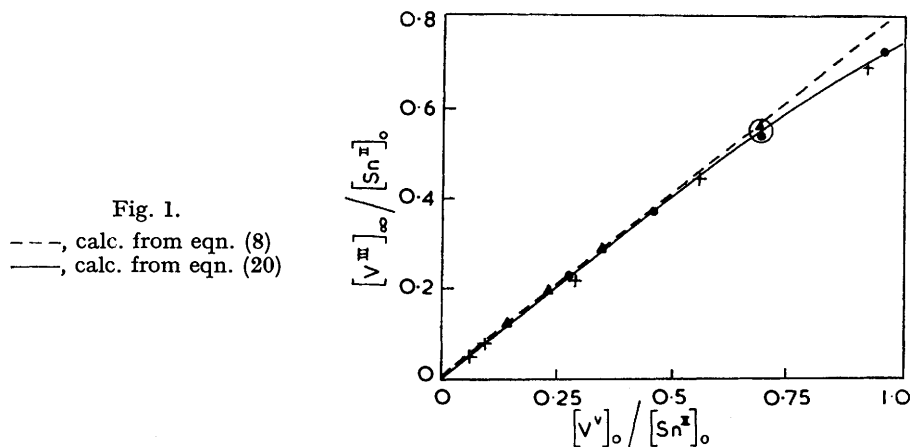 Fig. 1.
---, calc. from eqn. (8)
——, calc. from eqn. (20)
[V^III]_∞ / [Sn^II]_0
0·8
0·6
0·4
0·2
0
0 0·25 0·5 0·75 1·0
[V^V]_0 / [Sn^II]_0